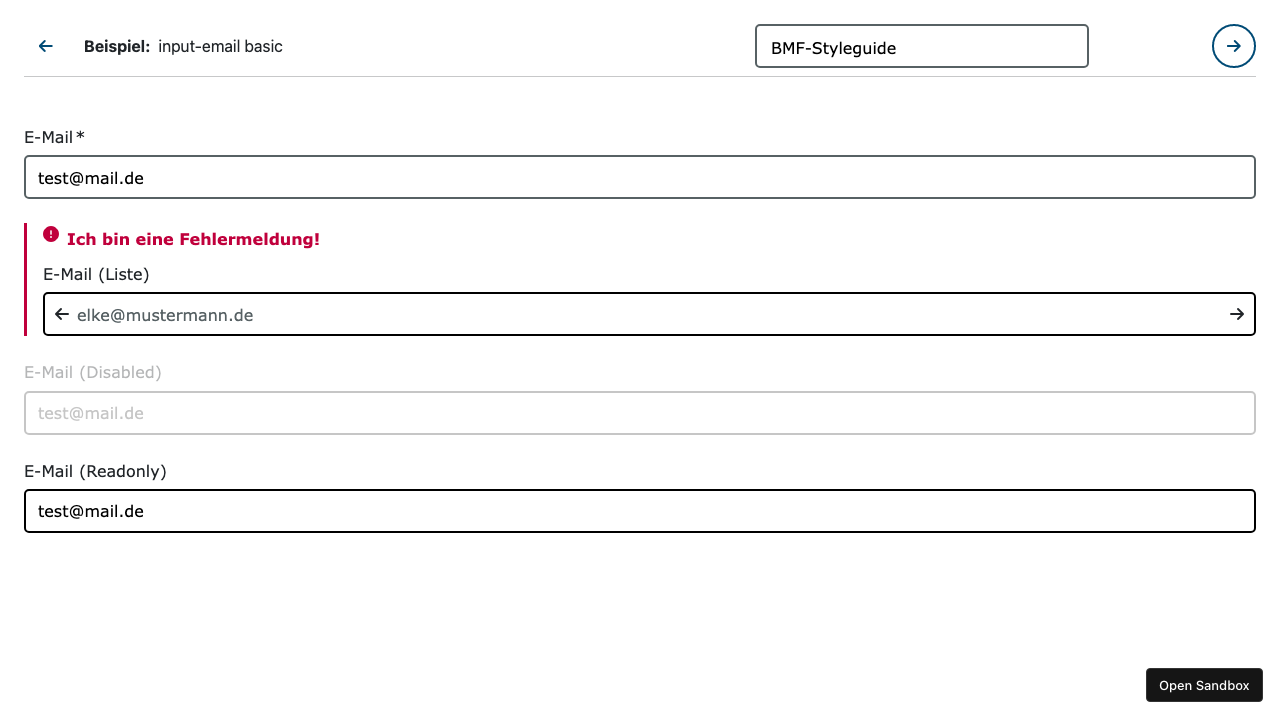 Beispiel: input-email basic
BMF-Styleguide
E-Mail*
test@mail.de
Ich bin eine Fehlermeldung!
E-Mail (Liste)
elke@mustermann.de
E-Mail (Disabled)
test@mail.de
E-Mail (Readonly)
test@mail.de
Open Sandbox